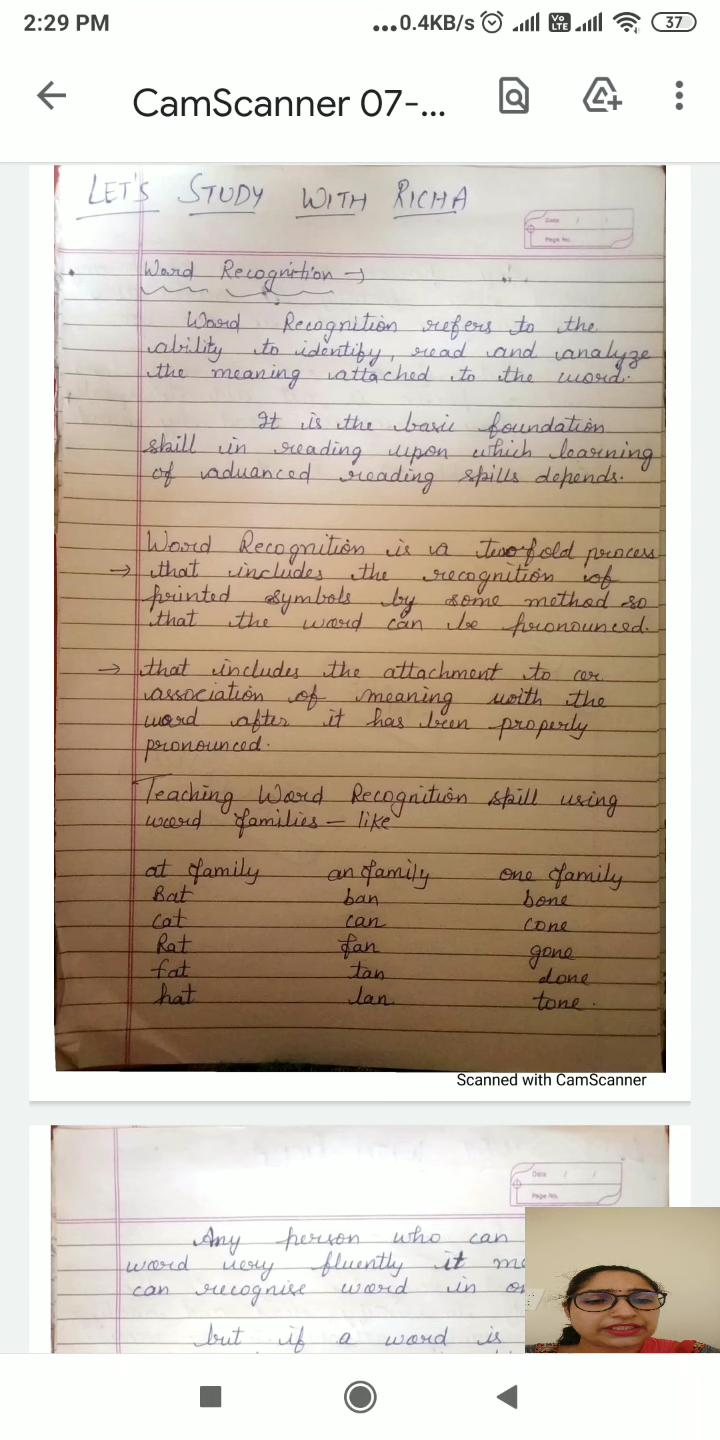 2:29 PM
...0.4KB/s Vo LTE 37
CamScanner 07-...
LET'S STUDY WITH RICHA
Date / /
Page No.
Word Recognition →
Word Recognition refers to the
ability to identify, read and analyze
the meaning attached to the word.
It is the basic foundation
skill in reading upon which learning
of advanced reading skills depends.
Word Recognition is a twofold process
→ that includes the recognition of
printed symbols by some method so
that the word can be pronounced.
→ that includes the attachment to or
association of meaning with the
word after it has been properly
pronounced.
Teaching Word Recognition skill using
word families - like
at family an family one family
Bat ban bone
cat can cone
Rat fan gone
fat tan done
hat lan tone.
Scanned with CamScanner
Date / /
Page No.
Any person who can
word very fluently it
can recognise word in
but if a word is